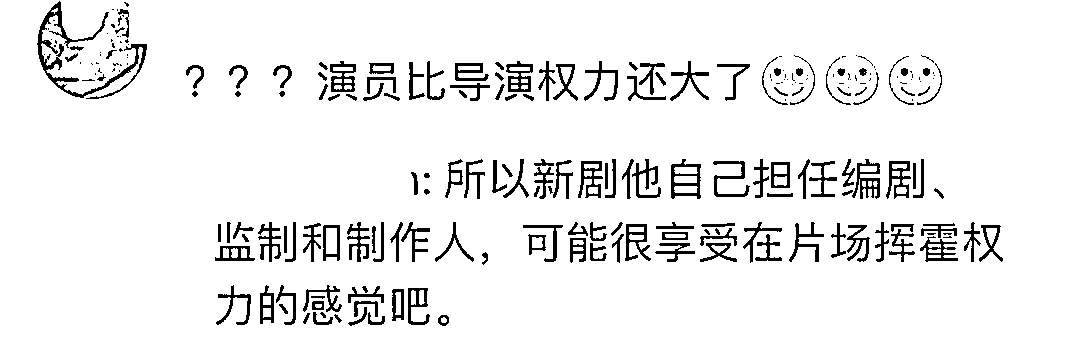 ？？？演员比导演权力还大了
: 所以新剧他自己担任编剧、
监制和制作人，可能很享受在片场挥霍权
力的感觉吧。